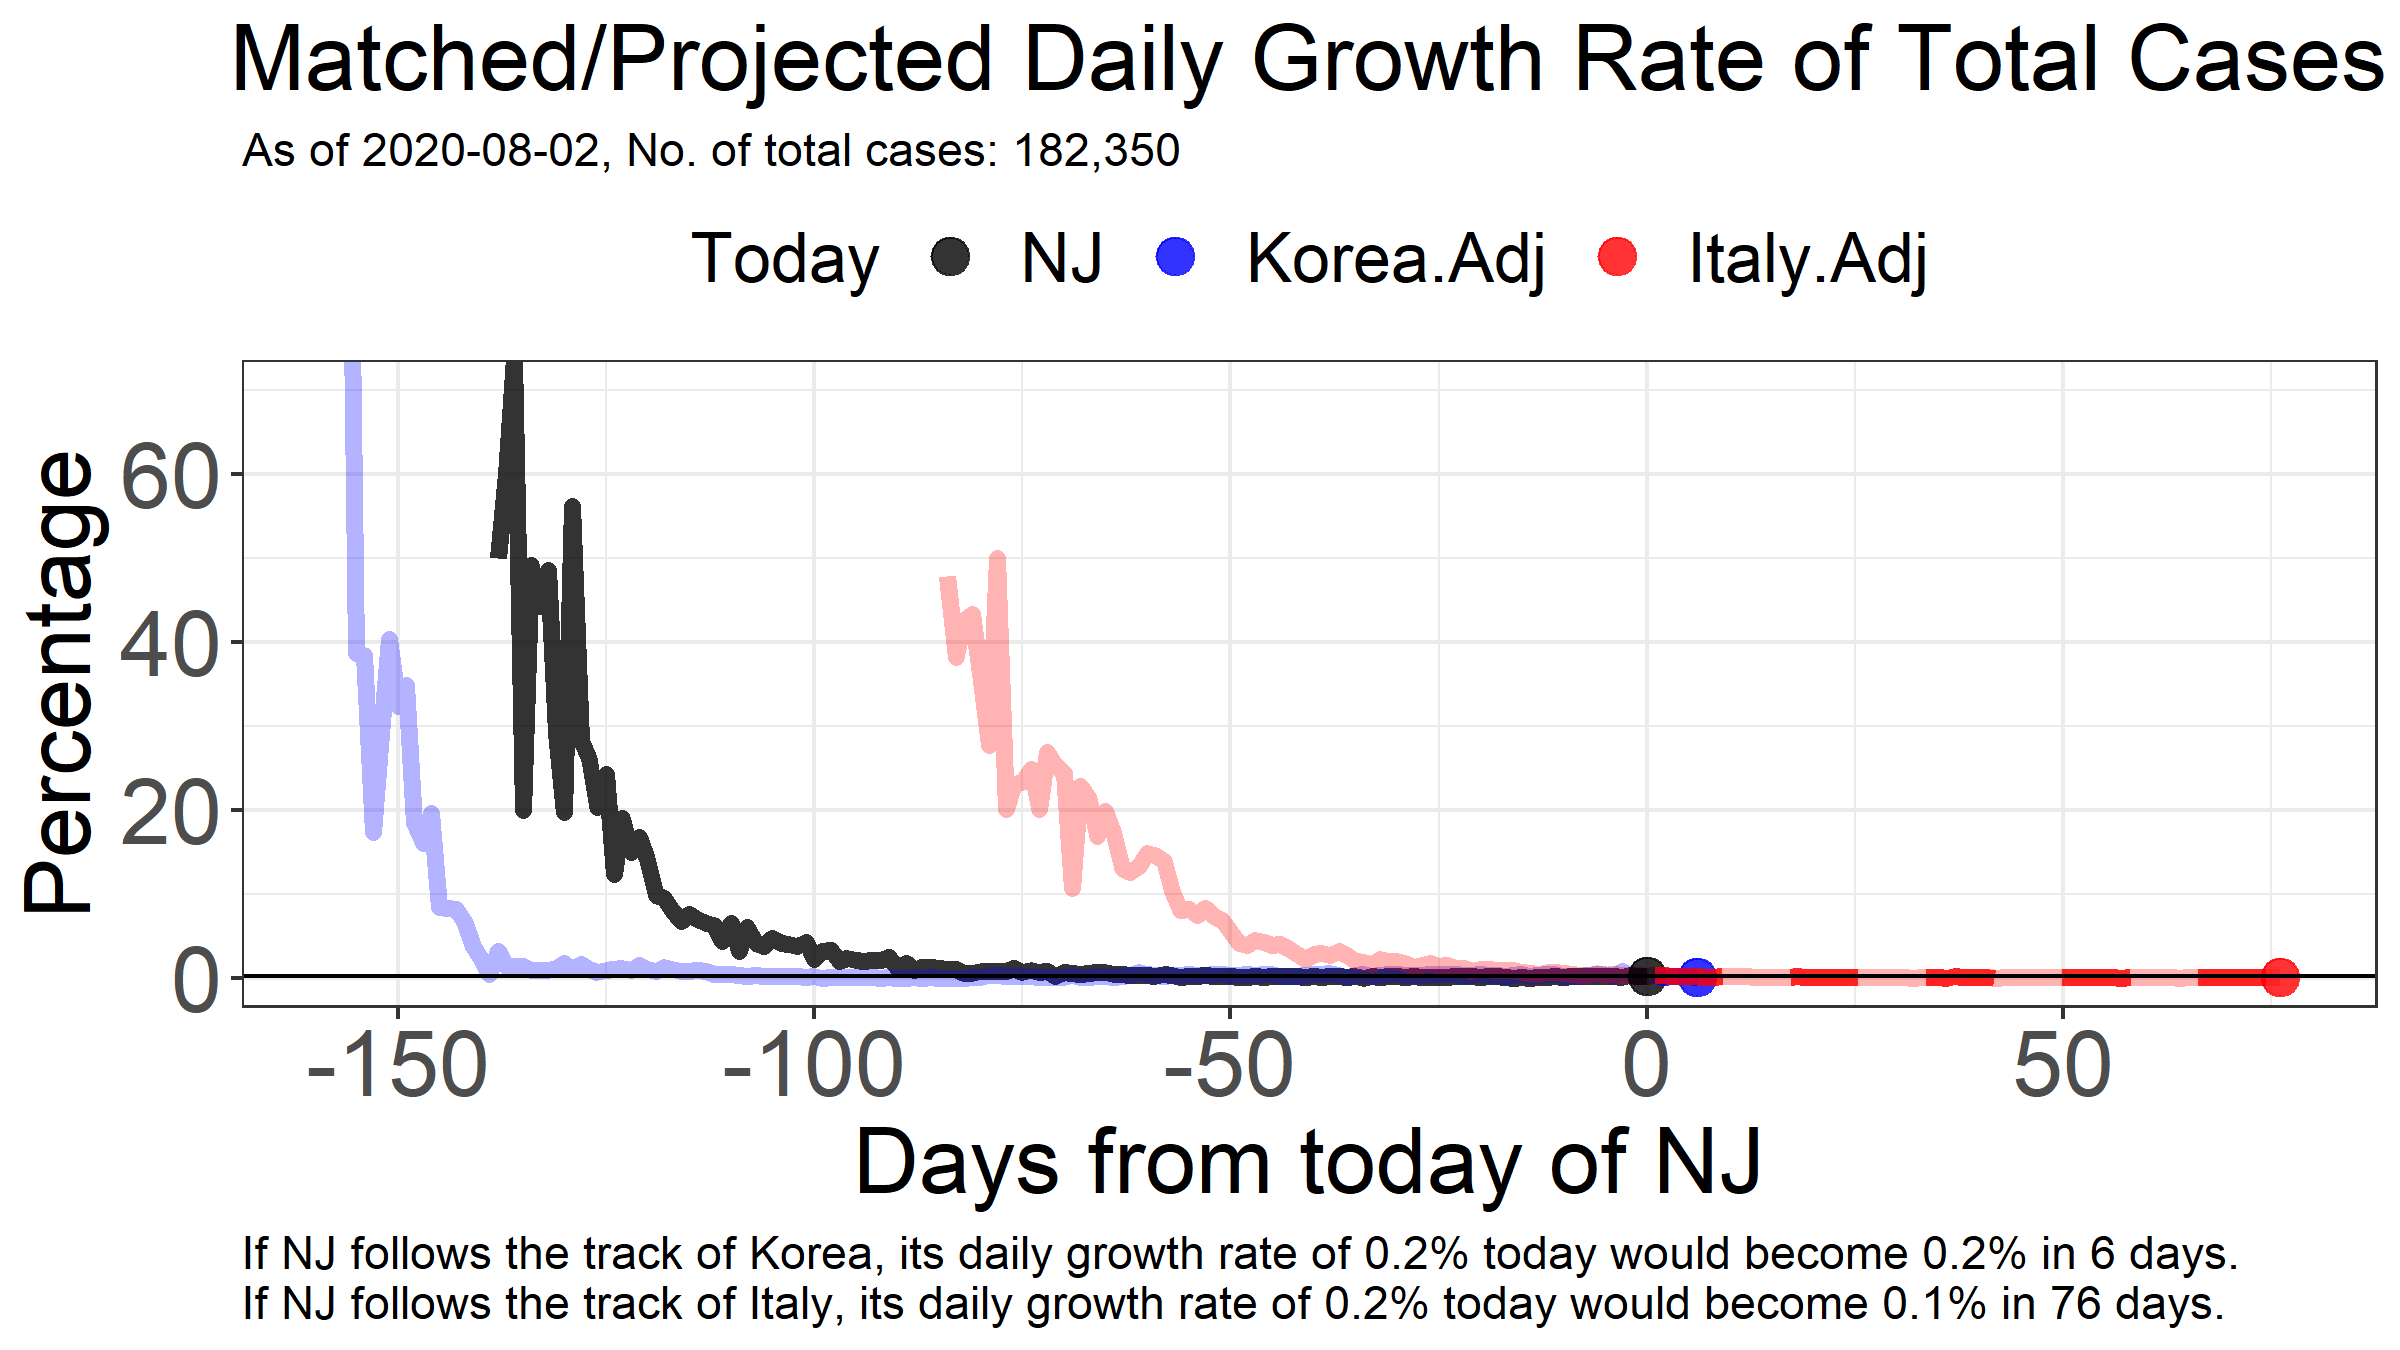 Matched/Projected Daily Growth Rate of Total Cases
As of 2020-08-02, No. of total cases: 182,350
Today NJ Korea.Adj Italy.Adj
Percentage
60
40
20
0
-150 -100 -50 0 50
Days from today of NJ
If NJ follows the track of Korea, its daily growth rate of 0.2% today would become 0.2% in 6 days.
If NJ follows the track of Italy, its daily growth rate of 0.2% today would become 0.1% in 76 days.